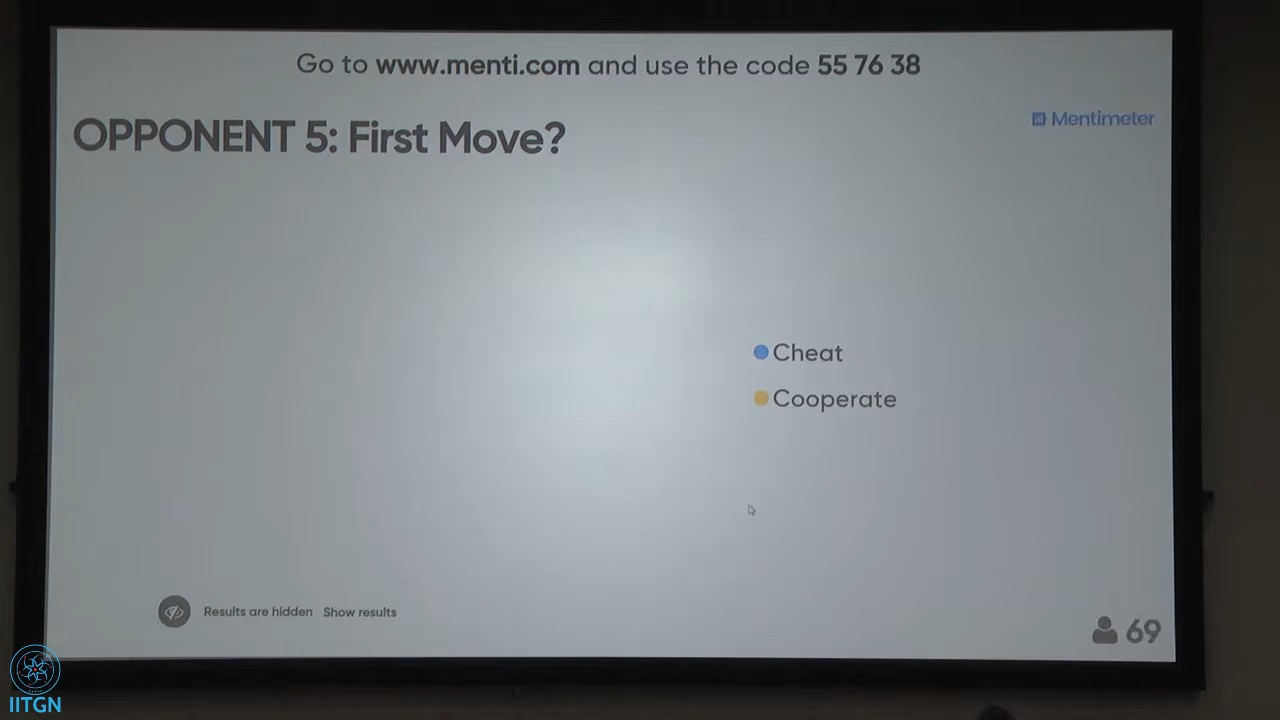 Go to www.menti.com and use the code 55 76 38
Mentimeter
OPPONENT 5: First Move?
Cheat
Cooperate
Results are hidden Show results
69
IITGN